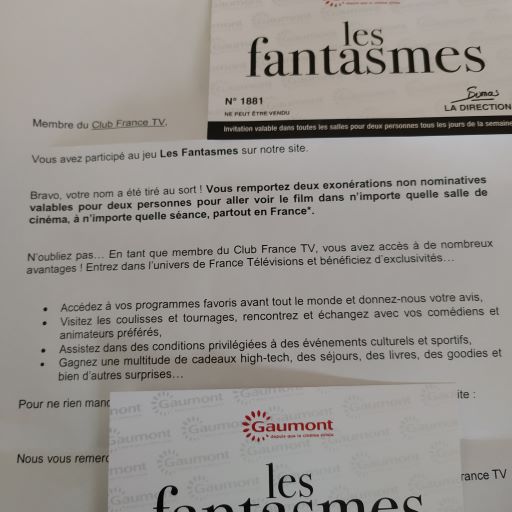 les
fantasmes
N° 1881
NE PEUT ÊTRE VENDU
LA DIRECTION
Invitation valable dans toutes les salles pour deux personnes tous les jours de la semaine
Membre du Club France TV,
Vous avez participé au jeu Les Fantasmes sur notre site.
Bravo, votre nom a été tiré au sort ! Vous remportez deux exonérations non nominatives
valables pour deux personnes pour aller voir le film dans n'importe quelle salle de
cinéma, à n'importe quelle séance, partout en France*.
N'oubliez pas... En tant que membre du Club France TV, vous avez accès à de nombreux
avantages ! Entrez dans l'univers de France Télévisions et bénéficiez d'exclusivités...
• Accédez à vos programmes favoris avant tout le monde et donnez-nous votre avis,
• Visitez les coulisses et tournages, rencontrez et échangez avec vos comédiens et
animateurs préférés,
• Assistez dans des conditions privilégiées à des événements culturels et sportifs,
• Gagnez une multitude de cadeaux high-tech, des séjours, des livres, des goodies et
bien d'autres surprises...
Pour ne rien manq ite :
Gaumont
depuis que le cinéma existe
Nous vous remerc rance TV
les
fantasmes